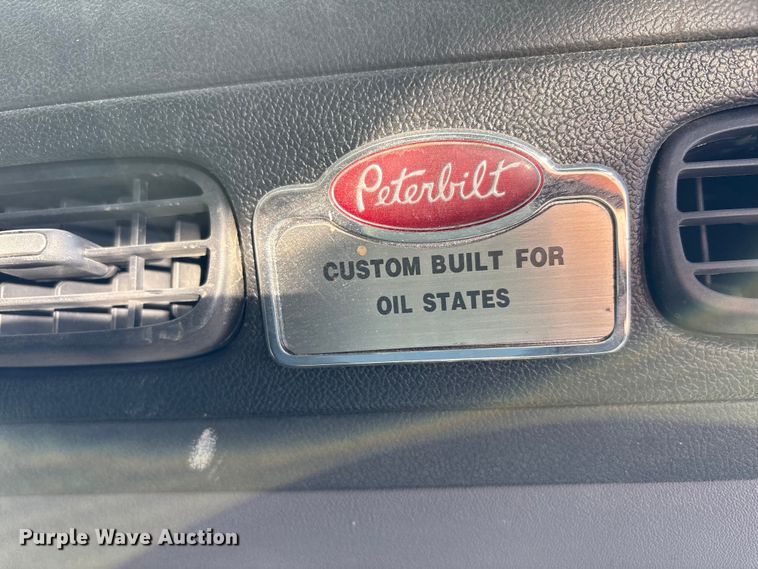 Peterbilt
CUSTOM BUILT FOR
OIL STATES
Purple Wave Auction